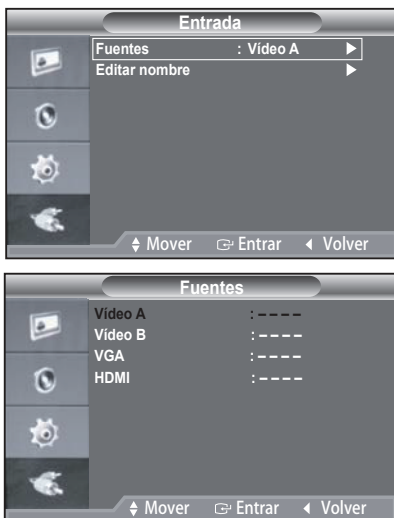 Entrada
Fuentes : Vídeo A ▶
Editar nombre ▶
Mover Entrar Volver
Fuentes
Vídeo A : – – – –
Vídeo B : – – – –
VGA : – – – –
HDMI : – – – –
Mover Entrar Volver